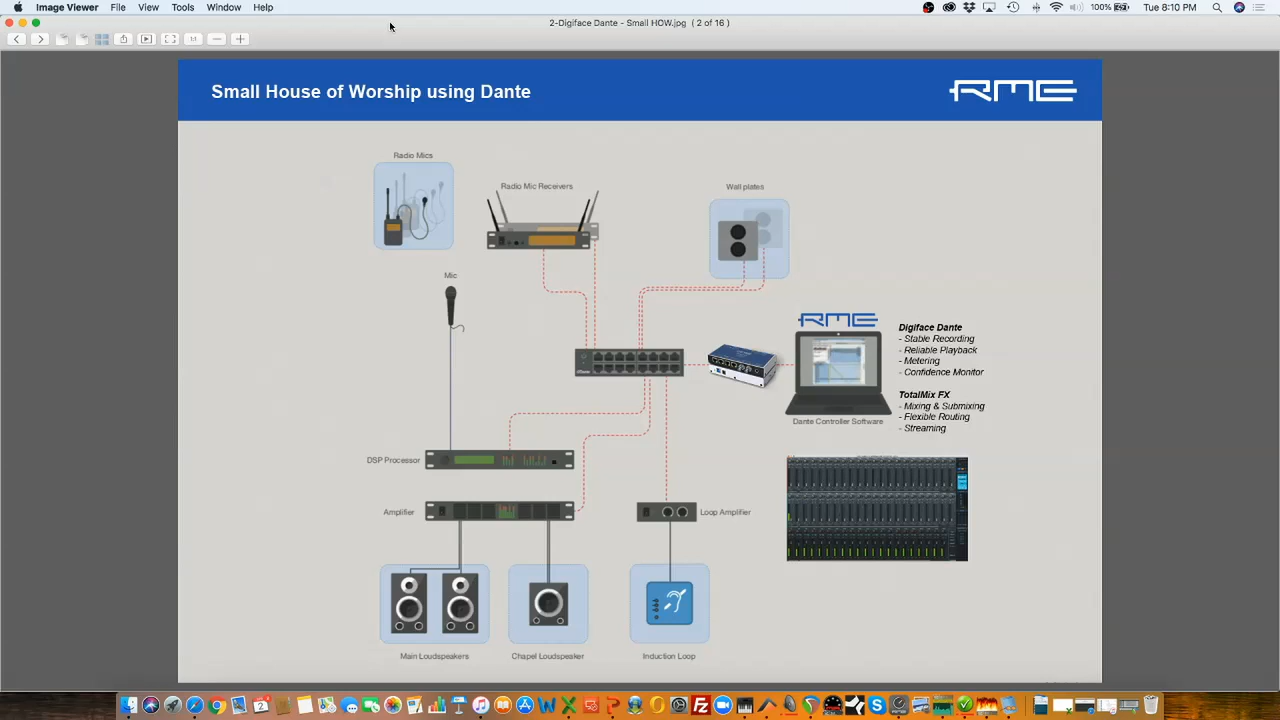 Image Viewer File View Tools Window Help
100% Tue 8:10 PM
2-Digiface Dante - Small HOW.jpg ( 2 of 16 )
Small House of Worship using Dante
RME
Radio Mics
Radio Mic Receivers
Wall plates
Mic
RME
Digiface Dante
- Stable Recording
- Reliable Playback
- Metering
- Confidence Monitor
TotalMix FX
- Mixing & Submixing
- Flexible Routing
- Streaming
Dante Controller Software
DSP Processor
Amplifier
Loop Amplifier
Main Loudspeakers
Chapel Loudspeaker
Induction Loop